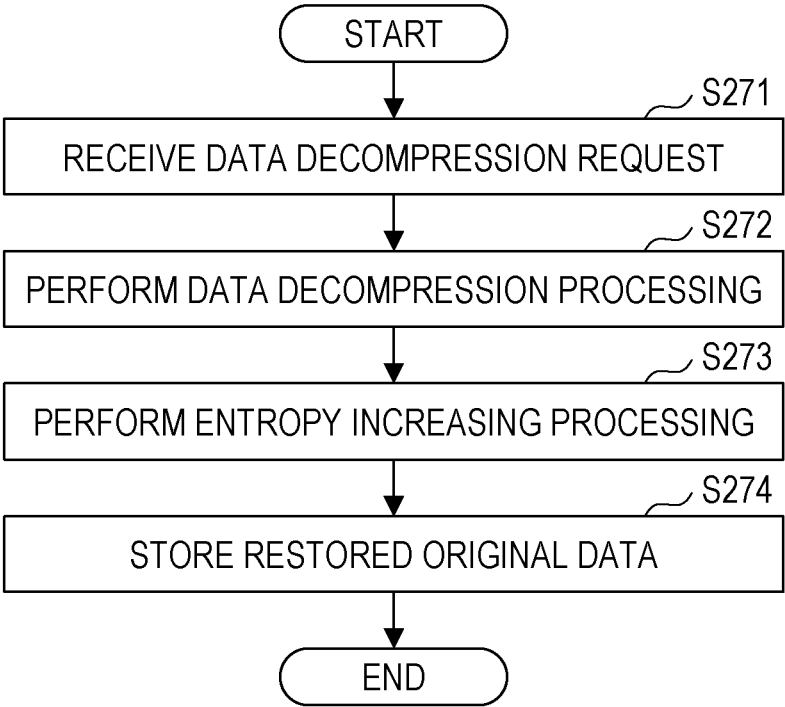 START
S271
RECEIVE DATA DECOMPRESSION REQUEST
S272
PERFORM DATA DECOMPRESSION PROCESSING
S273
PERFORM ENTROPY INCREASING PROCESSING
S274
STORE RESTORED ORIGINAL DATA
END